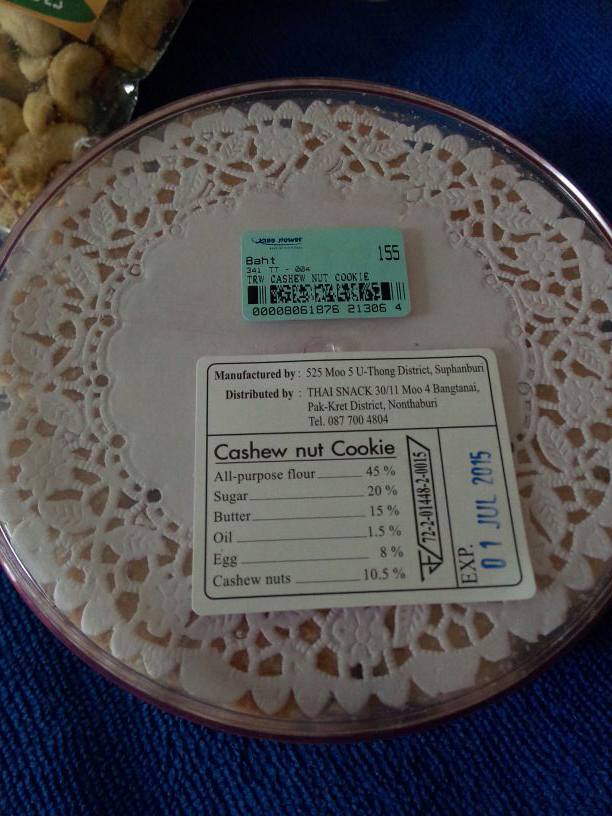 Baht 155
341 TT - 004
TRW CASHEW NUT COOKIE
00008061876 21306 4
Manufactured by : 525 Moo 5 U-Thong District, Suphanburi
Distributed by : THAI SNACK 30/11 Moo 4 Bangtanai,
Pak-Kret District, Nonthaburi
Tel. 087 700 4804
Cashew nut Cookie
All-purpose flour 45 %
Sugar 20 %
Butter 15 %
Oil 1.5 %
Egg 8 %
Cashew nuts 10.5 %
72-2-01448-2-0015
EXP. 01 JUL 2015